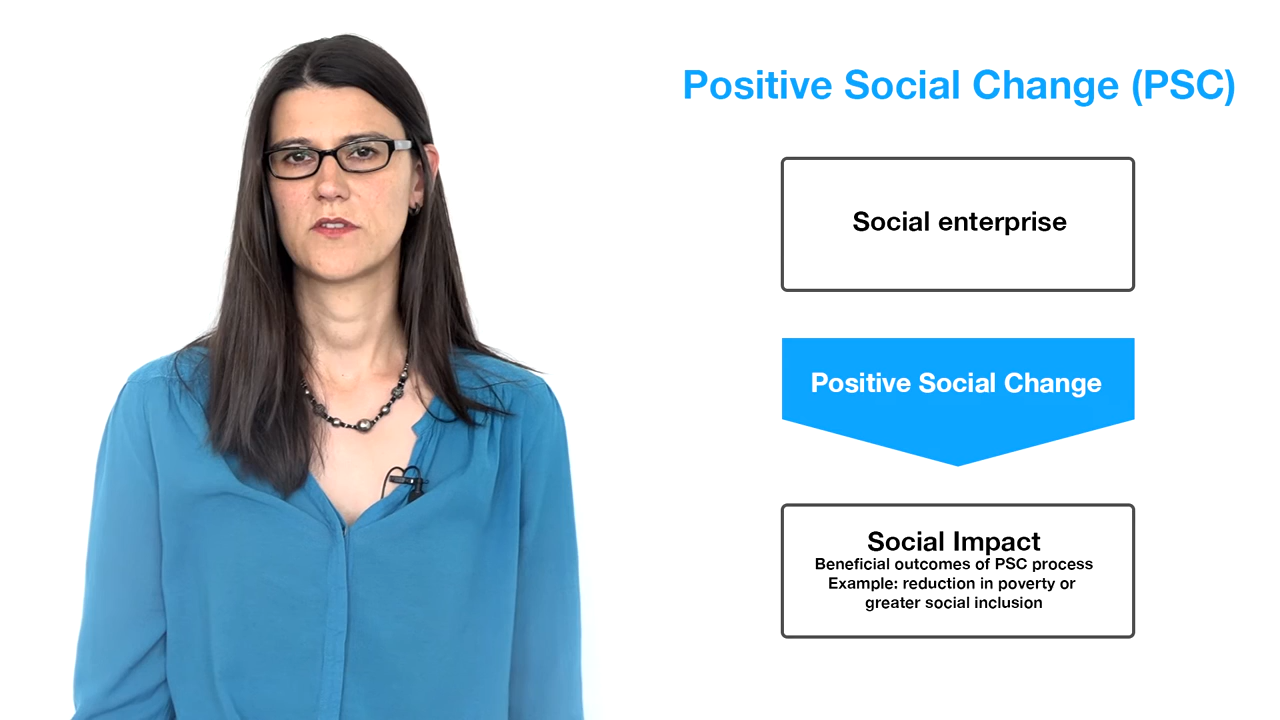 Positive Social Change (PSC)
Social enterprise
Positive Social Change
Social Impact
Beneficial outcomes of PSC process
Example: reduction in poverty or
greater social inclusion